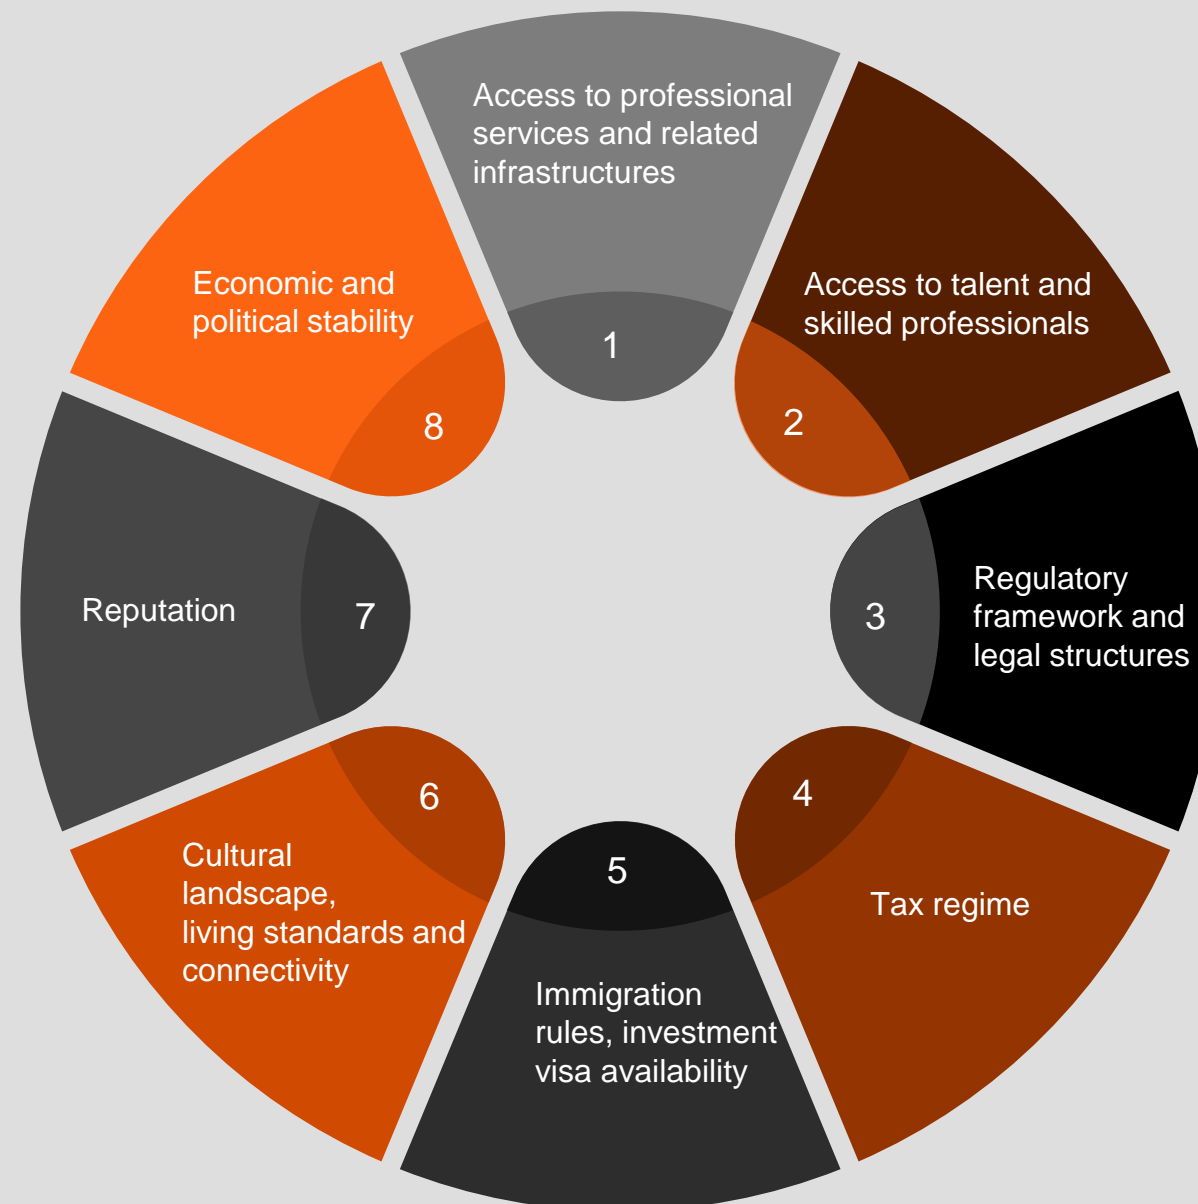 1
Access to professional
services and related
infrastructures
2
Access to talent and
skilled professionals
3
Regulatory
framework and
legal structures
4
Tax regime
5
Immigration
rules, investment
visa availability
6
Cultural
landscape,
living standards and
connectivity
7
Reputation
8
Economic and
political stability